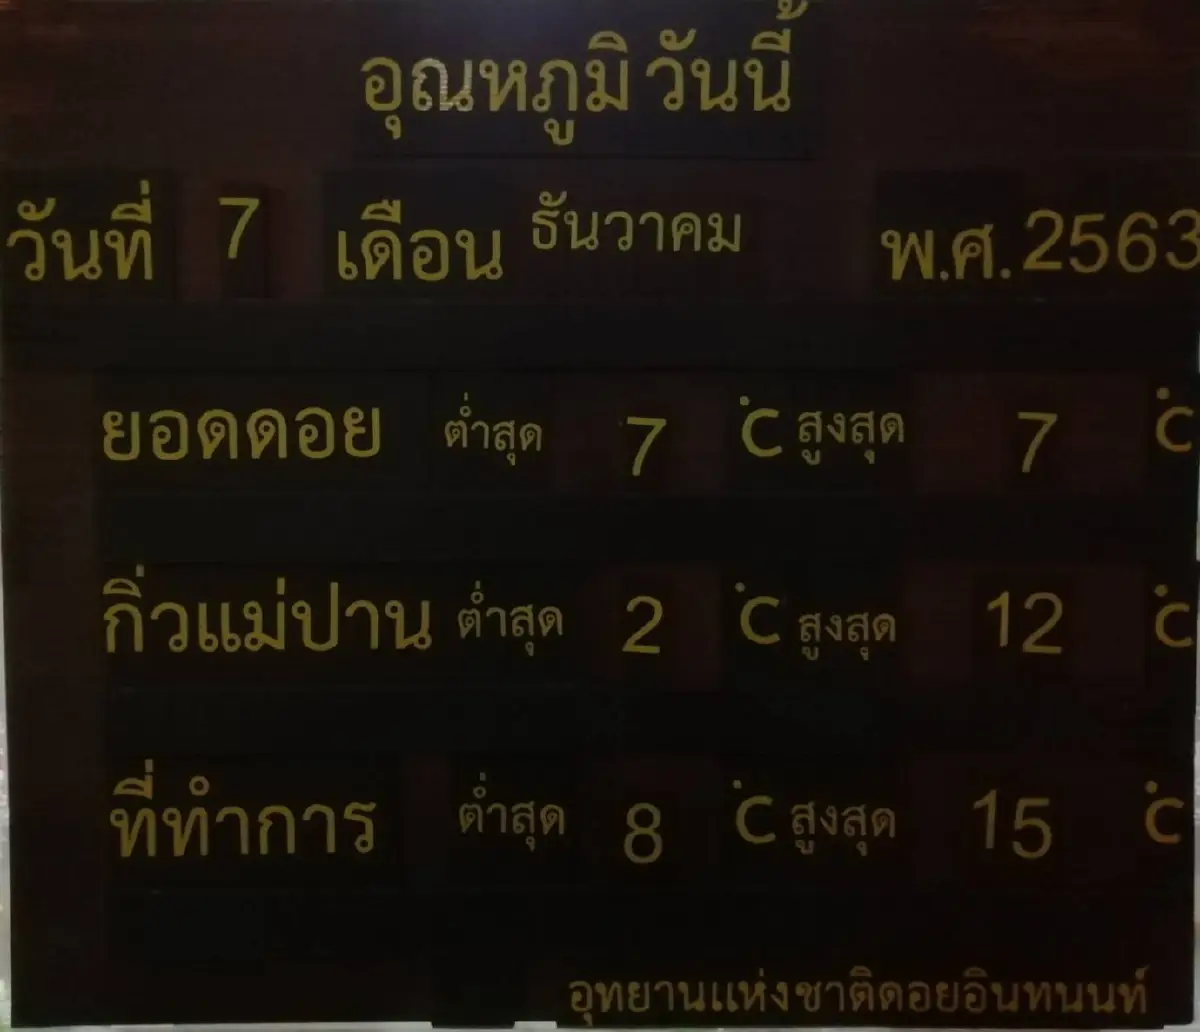 อุณหภูมิวันนี้
วันที่ 7 เดือน ธันวาคม พ.ศ. 2563
ยอดดอย ต่ำสุด 7 °C สูงสุด 7 °C
กิ่วแม่ปาน ต่ำสุด 2 °C สูงสุด 12 °C
ที่ทำการ ต่ำสุด 8 °C สูงสุด 15 °C
อุทยานแห่งชาติดอยอินทนนท์